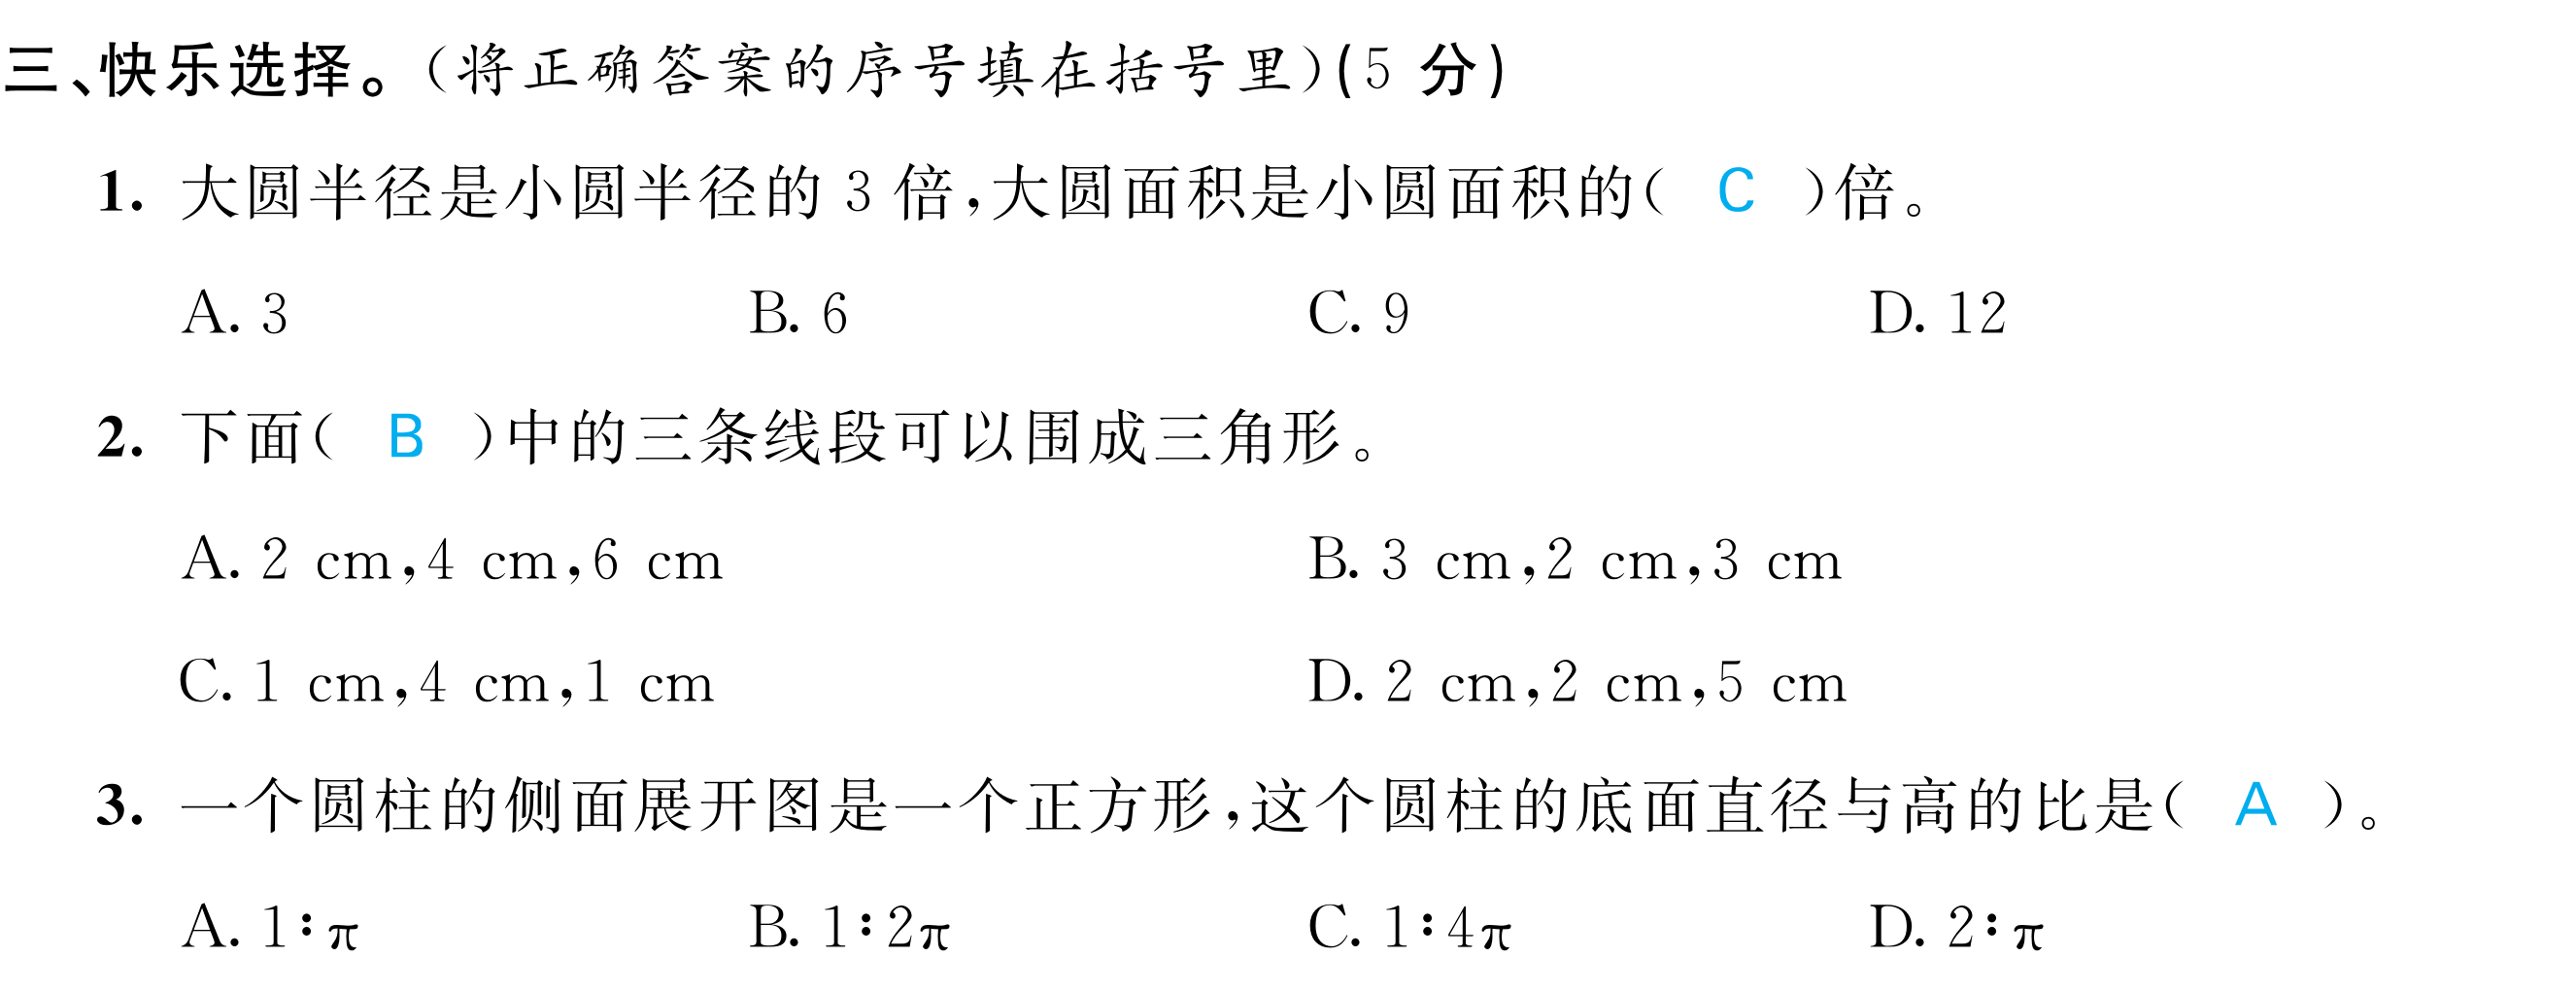 三、快乐选择。(将正确答案的序号填在括号里)(5 分)
1. 大圆半径是小圆半径的 3 倍,大圆面积是小圆面积的( C )倍。
A. 3 B. 6 C. 9 D. 12
2. 下面( B )中的三条线段可以围成三角形。
A. 2 cm,4 cm,6 cm B. 3 cm,2 cm,3 cm
C. 1 cm,4 cm,1 cm D. 2 cm,2 cm,5 cm
3. 一个圆柱的侧面展开图是一个正方形,这个圆柱的底面直径与高的比是( A )。
A. 1∶π B. 1∶2π C. 1∶4π D. 2∶π